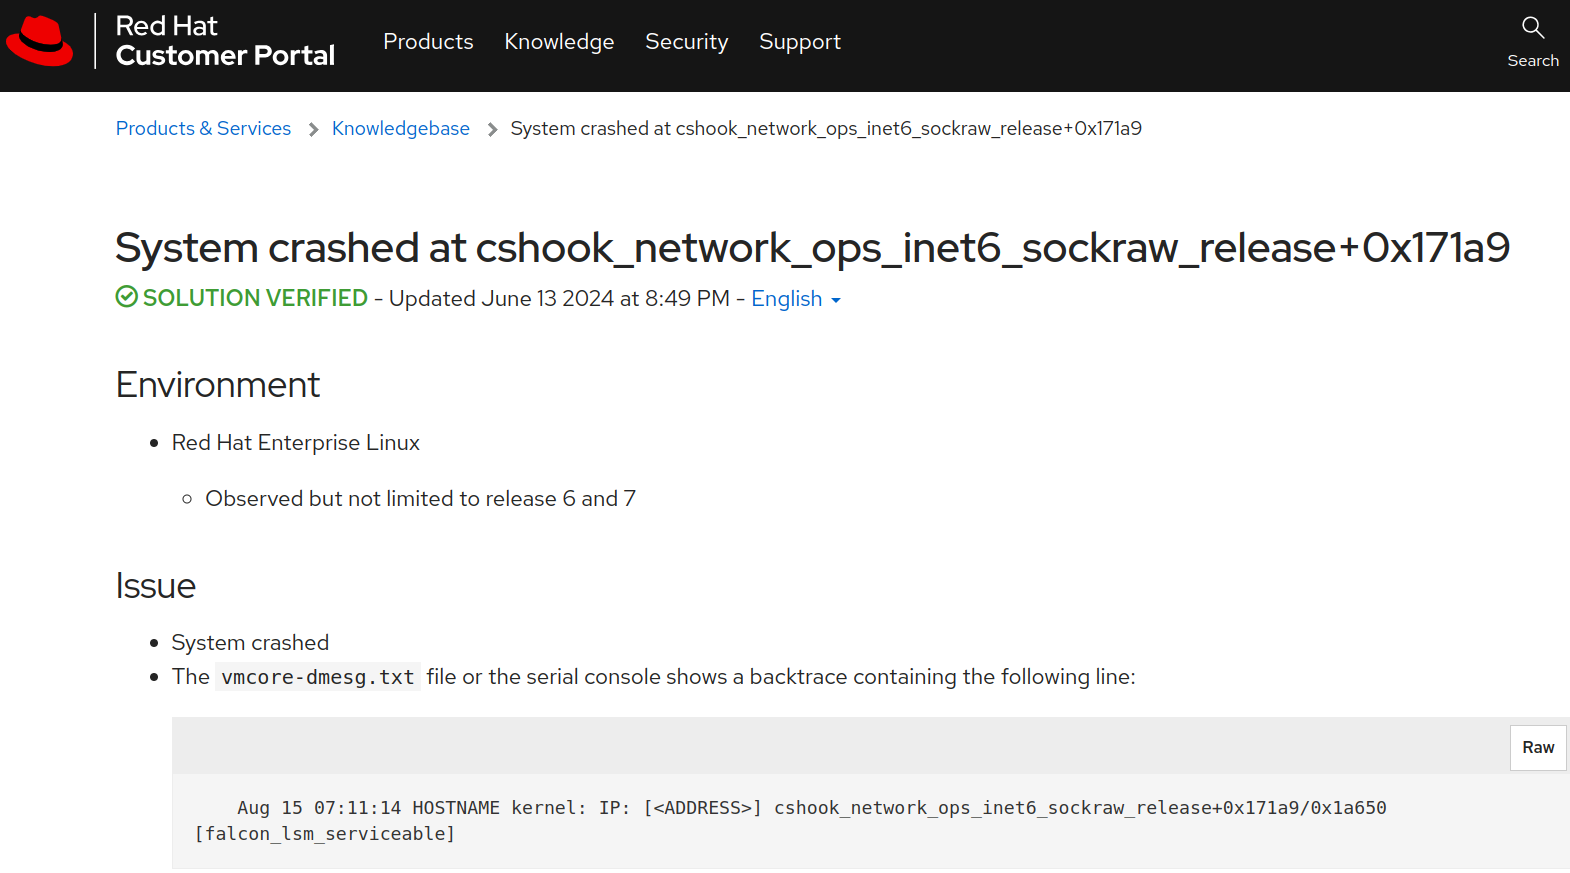 Red Hat
Customer Portal
Products
Knowledge
Security
Support
Search
Products & Services > Knowledgebase > System crashed at cshook_network_ops_inet6_sockraw_release+0x171a9
System crashed at cshook_network_ops_inet6_sockraw_release+0x171a9
SOLUTION VERIFIED - Updated June 13 2024 at 8:49 PM - English
Environment
Red Hat Enterprise Linux
Observed but not limited to release 6 and 7
Issue
System crashed
The vmcore-dmesg.txt file or the serial console shows a backtrace containing the following line:
Raw
Aug 15 07:11:14 HOSTNAME kernel: IP: [<ADDRESS>] cshook_network_ops_inet6_sockraw_release+0x171a9/0x1a650
[falcon_lsm_serviceable]